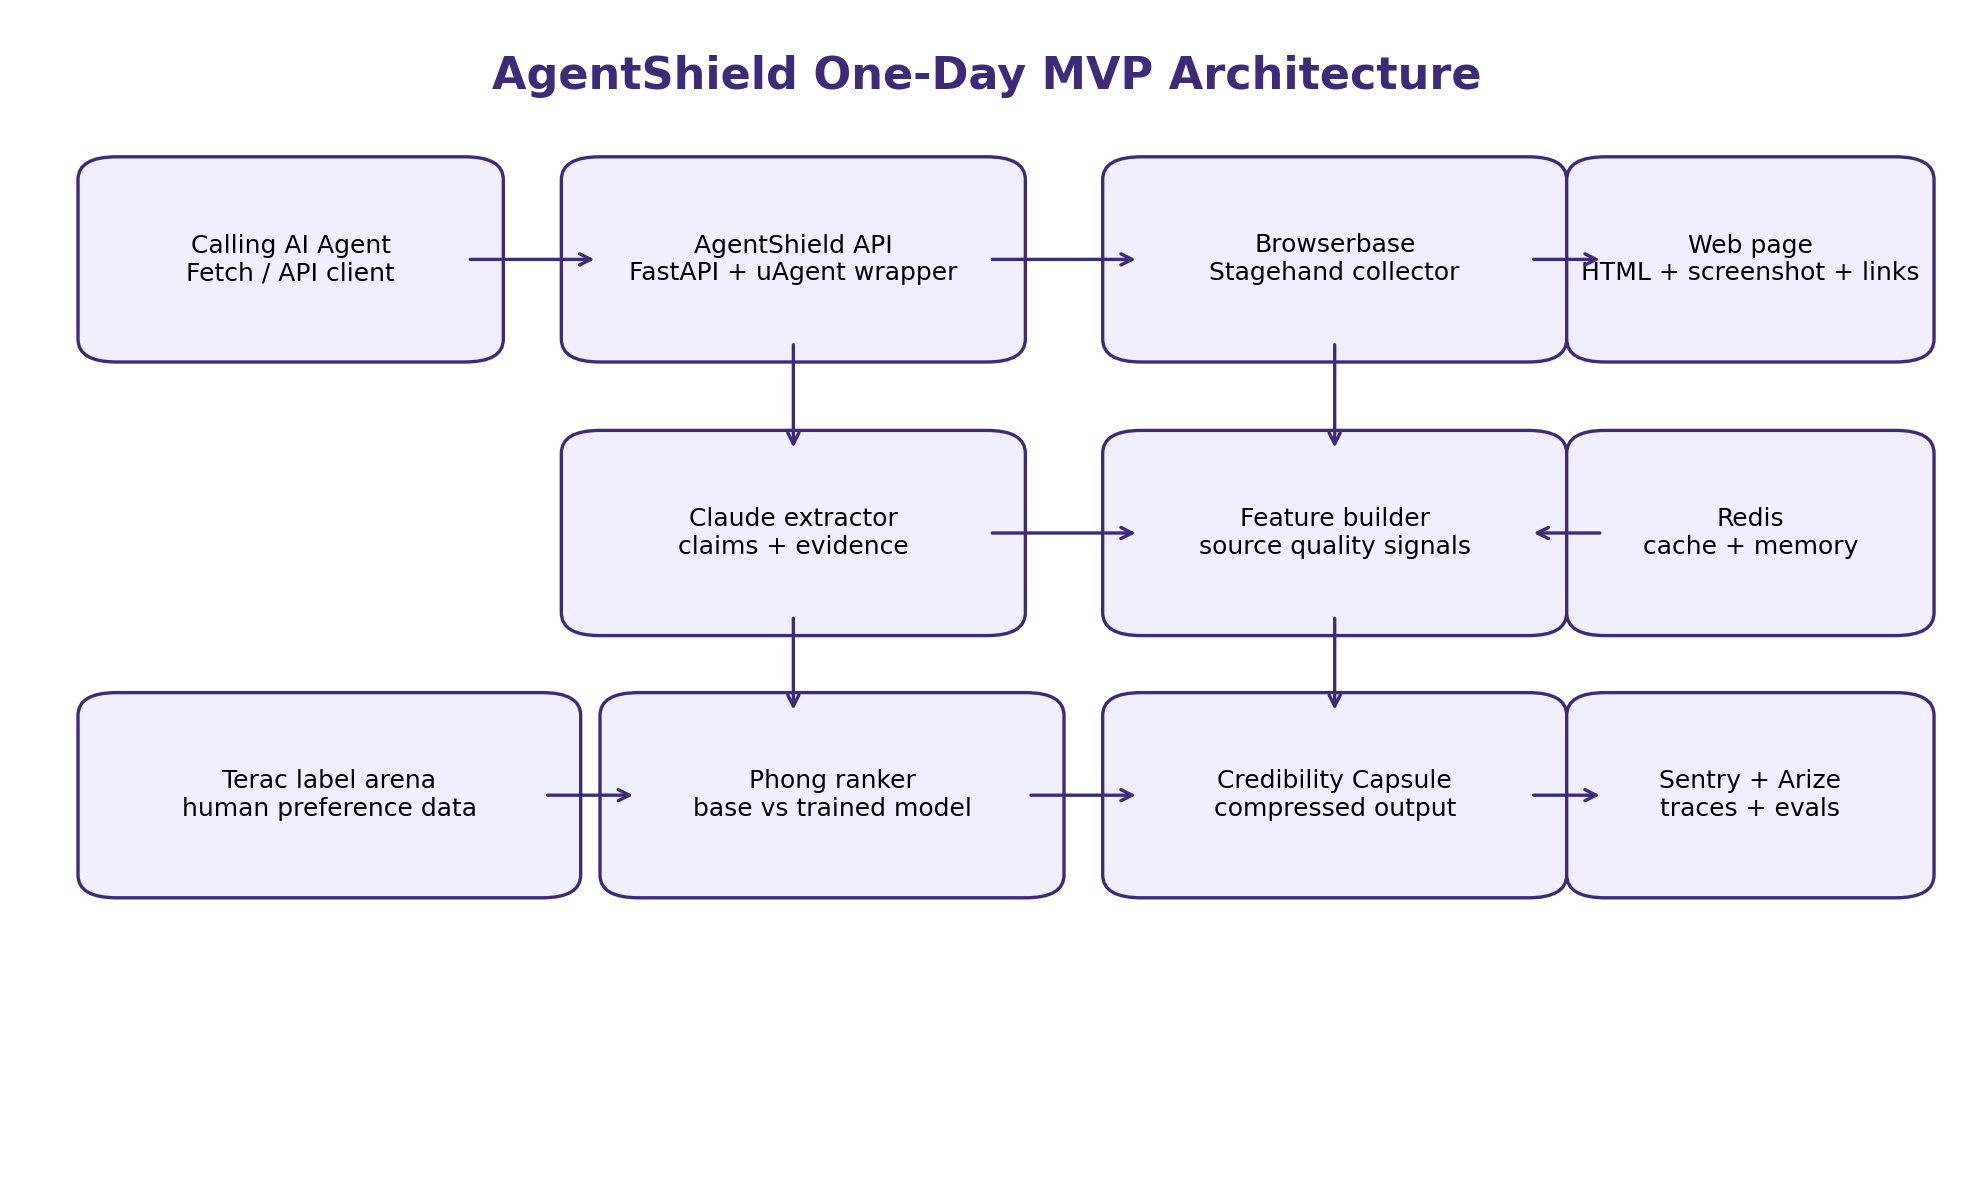 AgentShield One-Day MVP Architecture
Calling AI Agent
Fetch / API client
AgentShield API
FastAPI + uAgent wrapper
Browserbase
Stagehand collector
Web page
HTML + screenshot + links
Claude extractor
claims + evidence
Feature builder
source quality signals
Redis
cache + memory
Terac label arena
human preference data
Phong ranker
base vs trained model
Credibility Capsule
compressed output
Sentry + Arize
traces + evals